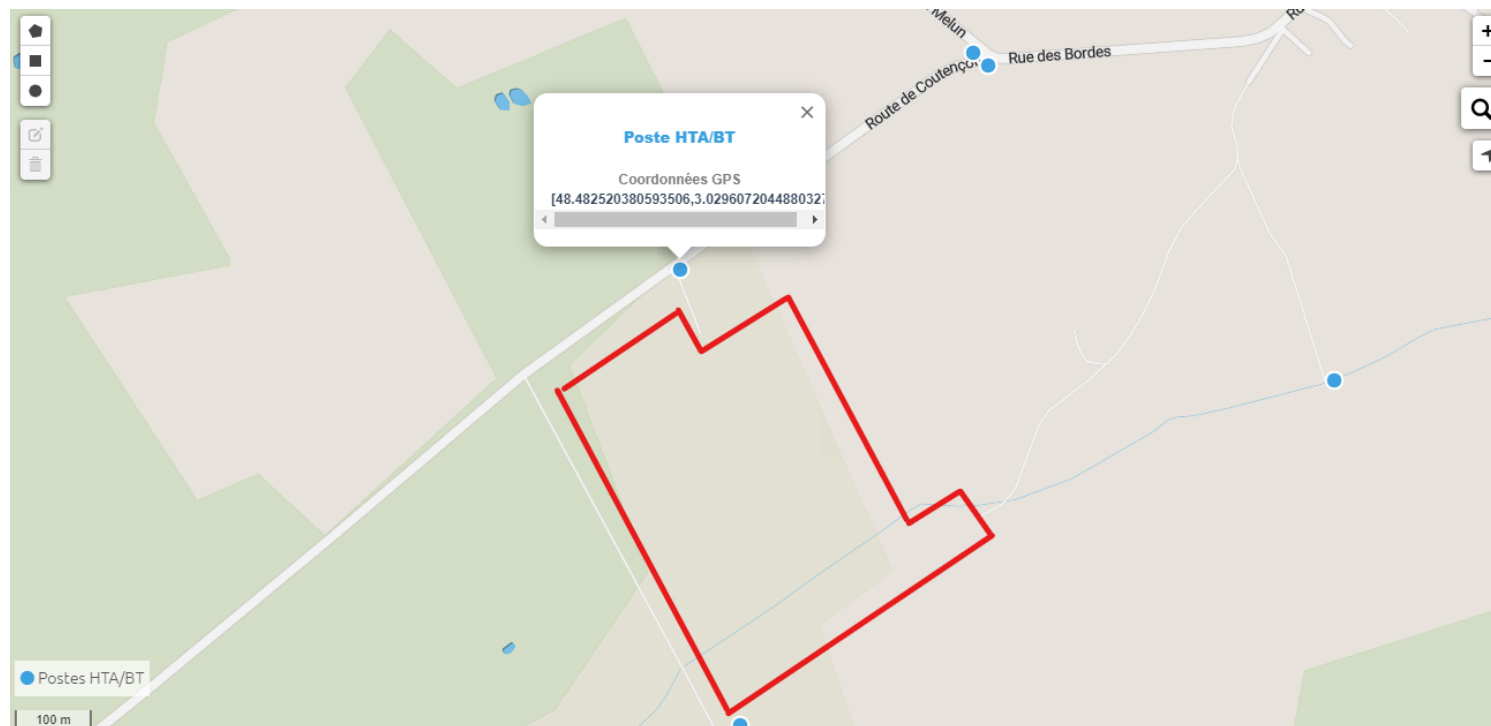 Melun
Rue des Bordes
Route de Coutenço
Poste HTA/BT
Coordonnées GPS
[48.482520380593506,3.029607204488032
Postes HTA/BT
100 m